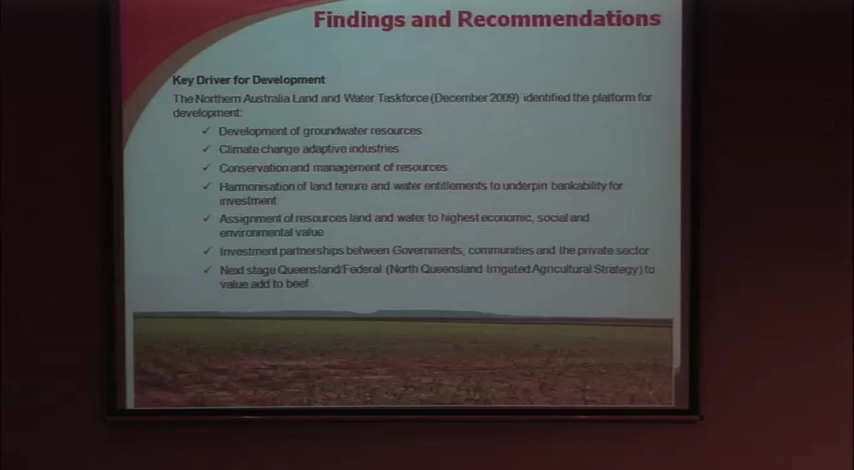 Findings and Recommendations
Key Driver for Development
The Northern Australia Land and Water Taskforce (December 2009) identified the platform for
development:
✓ Development of groundwater resources
✓ Climate change adaptive industries
✓ Conservation and management of resources
✓ Harmonisation of land tenure and water entitlements to underpin bankability for
investment
✓ Assignment of resources land and water to highest economic, social and
environmental value
✓ Investment partnerships between Governments, communities and the private sector
✓ Next stage Queensland/Federal (North Queensland Irrigated Agricultural Strategy) to
value add to beef